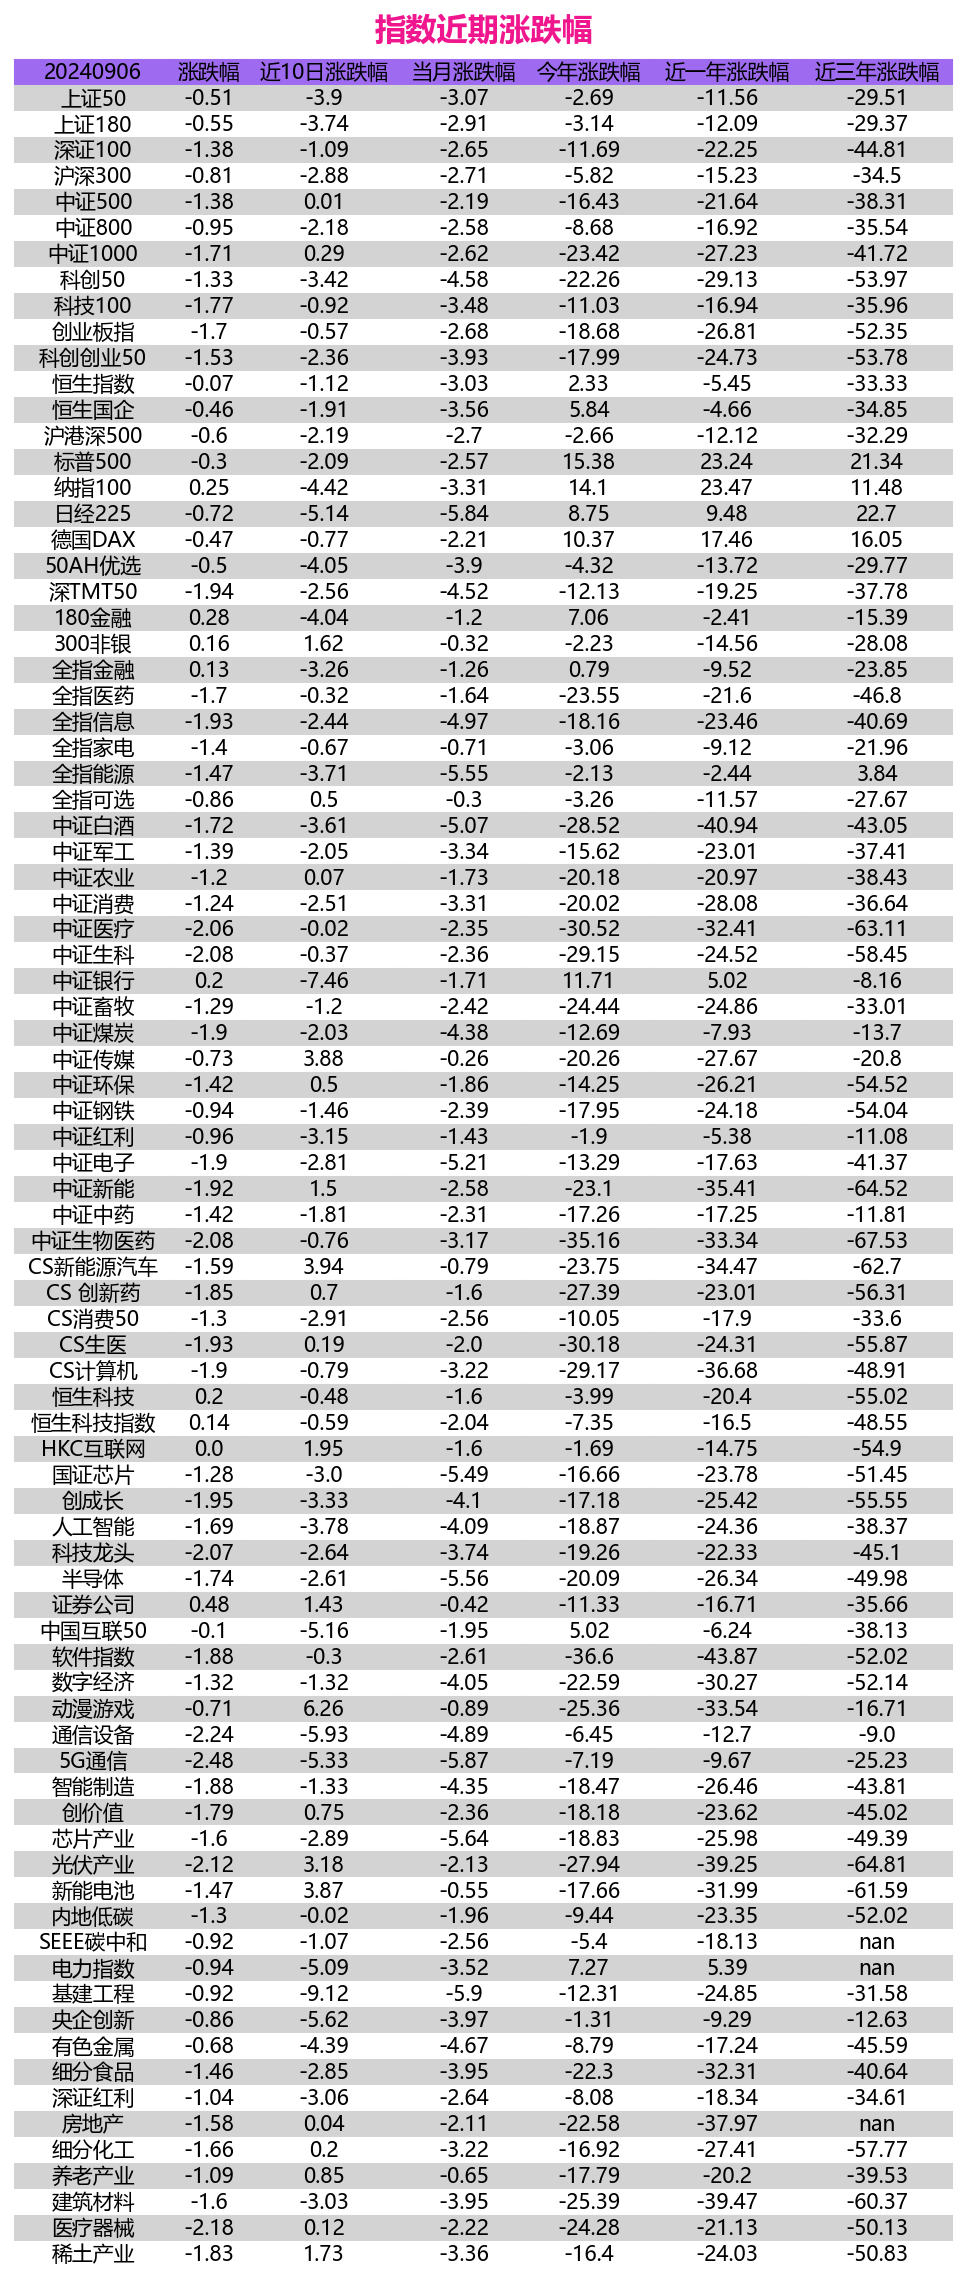 指数近期涨跌幅
20240906 涨跌幅 近10日涨跌幅 当月涨跌幅 今年涨跌幅 近一年涨跌幅 近三年涨跌幅
上证50 -0.51 -3.9 -3.07 -2.69 -11.56 -29.51
上证180 -0.55 -3.74 -2.91 -3.14 -12.09 -29.37
深证100 -1.38 -1.09 -2.65 -11.69 -22.25 -44.81
沪深300 -0.81 -2.88 -2.71 -5.82 -15.23 -34.5
中证500 -1.38 0.01 -2.19 -16.43 -21.64 -38.31
中证800 -0.95 -2.18 -2.58 -8.68 -16.92 -35.54
中证1000 -1.71 0.29 -2.62 -23.42 -27.23 -41.72
科创50 -1.33 -3.42 -4.58 -22.26 -29.13 -53.97
科技100 -1.77 -0.92 -3.48 -11.03 -16.94 -35.96
创业板指 -1.7 -0.57 -2.68 -18.68 -26.81 -52.35
科创创业50 -1.53 -2.36 -3.93 -17.99 -24.73 -53.78
恒生指数 -0.07 -1.12 -3.03 2.33 -5.45 -33.33
恒生国企 -0.46 -1.91 -3.56 5.84 -4.66 -34.85
沪港深500 -0.6 -2.19 -2.7 -2.66 -12.12 -32.29
标普500 -0.3 -2.09 -2.57 15.38 23.24 21.34
纳指100 0.25 -4.42 -3.31 14.1 23.47 11.48
日经225 -0.72 -5.14 -5.84 8.75 9.48 22.7
德国DAX -0.47 -0.77 -2.21 10.37 17.46 16.05
50AH优选 -0.5 -4.05 -3.9 -4.32 -13.72 -29.77
深TMT50 -1.94 -2.56 -4.52 -12.13 -19.25 -37.78
180金融 0.28 -4.04 -1.2 7.06 -2.41 -15.39
300非银 0.16 1.62 -0.32 -2.23 -14.56 -28.08
全指金融 0.13 -3.26 -1.26 0.79 -9.52 -23.85
全指医药 -1.7 -0.32 -1.64 -23.55 -21.6 -46.8
全指信息 -1.93 -2.44 -4.97 -18.16 -23.46 -40.69
全指家电 -1.4 -0.67 -0.71 -3.06 -9.12 -21.96
全指能源 -1.47 -3.71 -5.55 -2.13 -2.44 3.84
全指可选 -0.86 0.5 -0.3 -3.26 -11.57 -27.67
中证白酒 -1.72 -3.61 -5.07 -28.52 -40.94 -43.05
中证军工 -1.39 -2.05 -3.34 -15.62 -23.01 -37.41
中证农业 -1.2 0.07 -1.73 -20.18 -20.97 -38.43
中证消费 -1.24 -2.51 -3.31 -20.02 -28.08 -36.64
中证医疗 -2.06 -0.02 -2.35 -30.52 -32.41 -63.11
中证生科 -2.08 -0.37 -2.36 -29.15 -24.52 -58.45
中证银行 0.2 -7.46 -1.71 11.71 5.02 -8.16
中证畜牧 -1.29 -1.2 -2.42 -24.44 -24.86 -33.01
中证煤炭 -1.9 -2.03 -4.38 -12.69 -7.93 -13.7
中证传媒 -0.73 3.88 -0.26 -20.26 -27.67 -20.8
中证环保 -1.42 0.5 -1.86 -14.25 -26.21 -54.52
中证钢铁 -0.94 -1.46 -2.39 -17.95 -24.18 -54.04
中证红利 -0.96 -3.15 -1.43 -1.9 -5.38 -11.08
中证电子 -1.9 -2.81 -5.21 -13.29 -17.63 -41.37
中证新能 -1.92 1.5 -2.58 -23.1 -35.41 -64.52
中证中药 -1.42 -1.81 -2.31 -17.26 -17.25 -11.81
中证生物医药 -2.08 -0.76 -3.17 -35.16 -33.34 -67.53
CS新能源汽车 -1.59 3.94 -0.79 -23.75 -34.47 -62.7
CS 创新药 -1.85 0.7 -1.6 -27.39 -23.01 -56.31
CS消费50 -1.3 -2.91 -2.56 -10.05 -17.9 -33.6
CS生医 -1.93 0.19 -2.0 -30.18 -24.31 -55.87
CS计算机 -1.9 -0.79 -3.22 -29.17 -36.68 -48.91
恒生科技 0.2 -0.48 -1.6 -3.99 -20.4 -55.02
恒生科技指数 0.14 -0.59 -2.04 -7.35 -16.5 -48.55
HKC互联网 0.0 1.95 -1.6 -1.69 -14.75 -54.9
国证芯片 -1.28 -3.0 -5.49 -16.66 -23.78 -51.45
创成长 -1.95 -3.33 -4.1 -17.18 -25.42 -55.55
人工智能 -1.69 -3.78 -4.09 -18.87 -24.36 -38.37
科技龙头 -2.07 -2.64 -3.74 -19.26 -22.33 -45.1
半导体 -1.74 -2.61 -5.56 -20.09 -26.34 -49.98
证券公司 0.48 1.43 -0.42 -11.33 -16.71 -35.66
中国互联50 -0.1 -5.16 -1.95 5.02 -6.24 -38.13
软件指数 -1.88 -0.3 -2.61 -36.6 -43.87 -52.02
数字经济 -1.32 -1.32 -4.05 -22.59 -30.27 -52.14
动漫游戏 -0.71 6.26 -0.89 -25.36 -33.54 -16.71
通信设备 -2.24 -5.93 -4.89 -6.45 -12.7 -9.0
5G通信 -2.48 -5.33 -5.87 -7.19 -9.67 -25.23
智能制造 -1.88 -1.33 -4.35 -18.47 -26.46 -43.81
创价值 -1.79 0.75 -2.36 -18.18 -23.62 -45.02
芯片产业 -1.6 -2.89 -5.64 -18.83 -25.98 -49.39
光伏产业 -2.12 3.18 -2.13 -27.94 -39.25 -64.81
新能电池 -1.47 3.87 -0.55 -17.66 -31.99 -61.59
内地低碳 -1.3 -0.02 -1.96 -9.44 -23.35 -52.02
SEEE碳中和 -0.92 -1.07 -2.56 -5.4 -18.13 nan
电力指数 -0.94 -5.09 -3.52 7.27 5.39 nan
基建工程 -0.92 -9.12 -5.9 -12.31 -24.85 -31.58
央企创新 -0.86 -5.62 -3.97 -1.31 -9.29 -12.63
有色金属 -0.68 -4.39 -4.67 -8.79 -17.24 -45.59
细分食品 -1.46 -2.85 -3.95 -22.3 -32.31 -40.64
深证红利 -1.04 -3.06 -2.64 -8.08 -18.34 -34.61
房地产 -1.58 0.04 -2.11 -22.58 -37.97 nan
细分化工 -1.66 0.2 -3.22 -16.92 -27.41 -57.77
养老产业 -1.09 0.85 -0.65 -17.79 -20.2 -39.53
建筑材料 -1.6 -3.03 -3.95 -25.39 -39.47 -60.37
医疗器械 -2.18 0.12 -2.22 -24.28 -21.13 -50.13
稀土产业 -1.83 1.73 -3.36 -16.4 -24.03 -50.83